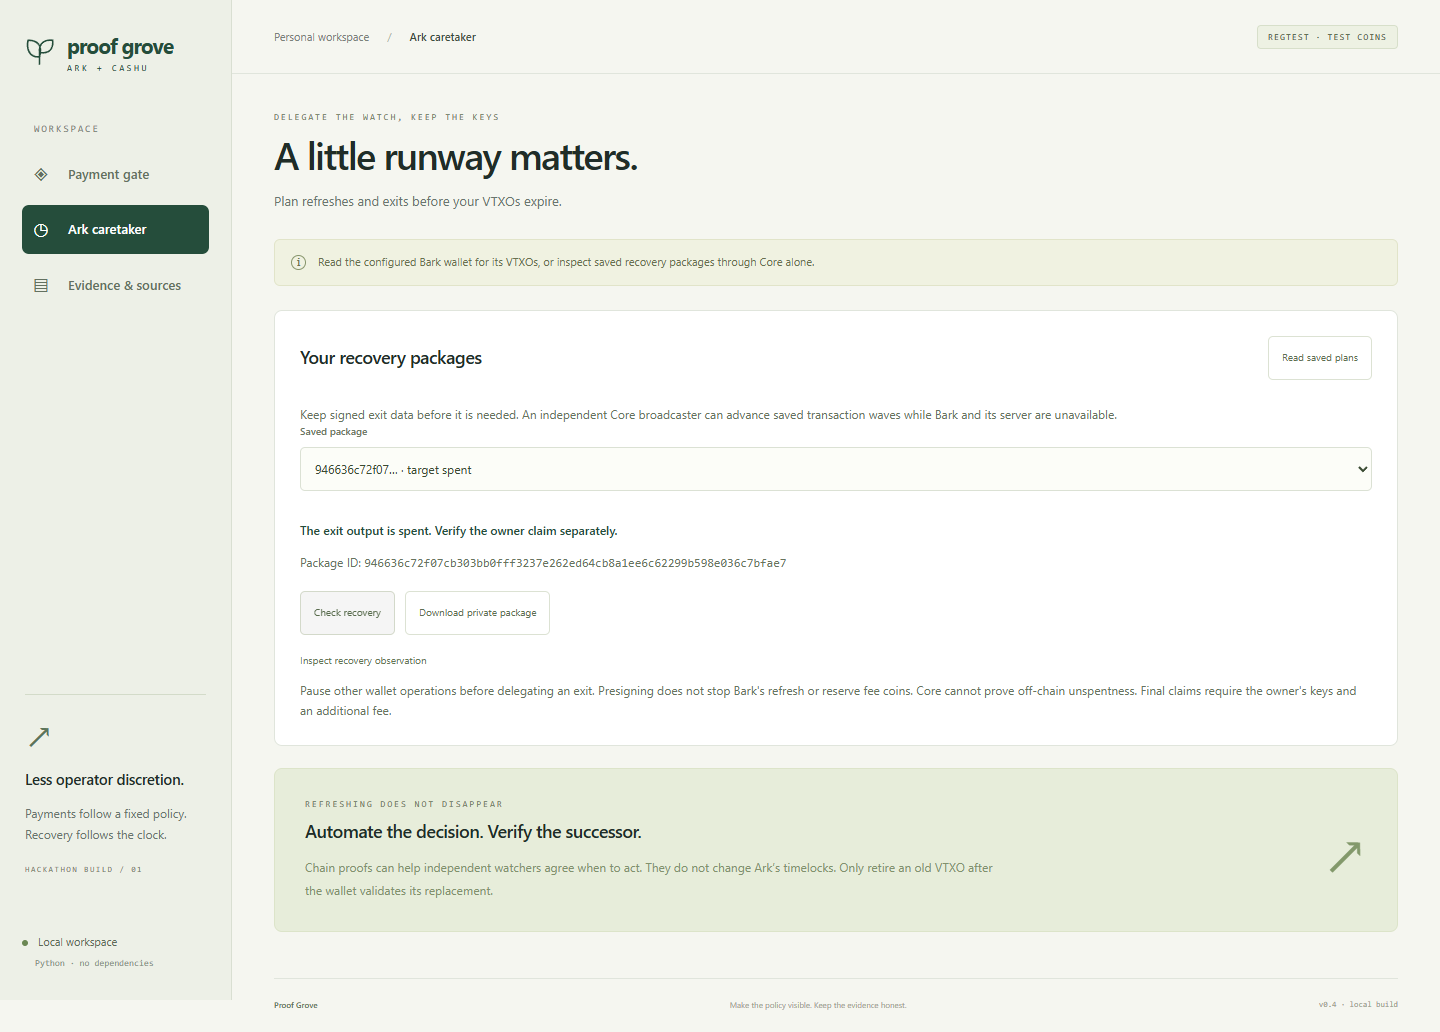 proof grove
ARK + CASHU
WORKSPACE
Payment gate
Ark caretaker
Evidence & sources
Less operator discretion.
Payments follow a fixed policy.
Recovery follows the clock.
HACKATHON BUILD / 01
Local workspace
Python · no dependencies
Personal workspace / Ark caretaker
REGTEST · TEST COINS
DELEGATE THE WATCH, KEEP THE KEYS
A little runway matters.
Plan refreshes and exits before your VTXOs expire.
Read the configured Bark wallet for its VTXOs, or inspect saved recovery packages through Core alone.
Your recovery packages
Read saved plans
Keep signed exit data before it is needed. An independent Core broadcaster can advance saved transaction waves while Bark and its server are unavailable.
Saved package
946636c72f07… · target spent
The exit output is spent. Verify the owner claim separately.
Package ID: 946636c72f07cb303bb0fff3237e262ed64cb8a1ee6c62299b598e036c7bfae7
Check recovery
Download private package
Inspect recovery observation
Pause other wallet operations before delegating an exit. Presigning does not stop Bark's refresh or reserve fee coins. Core cannot prove off-chain unspentness. Final claims require the owner's keys and
an additional fee.
REFRESHING DOES NOT DISAPPEAR
Automate the decision. Verify the successor.
Chain proofs can help independent watchers agree when to act. They do not change Ark's timelocks. Only retire an old VTXO after
the wallet validates its replacement.
Proof Grove
Make the policy visible. Keep the evidence honest.
v0.4 · local build